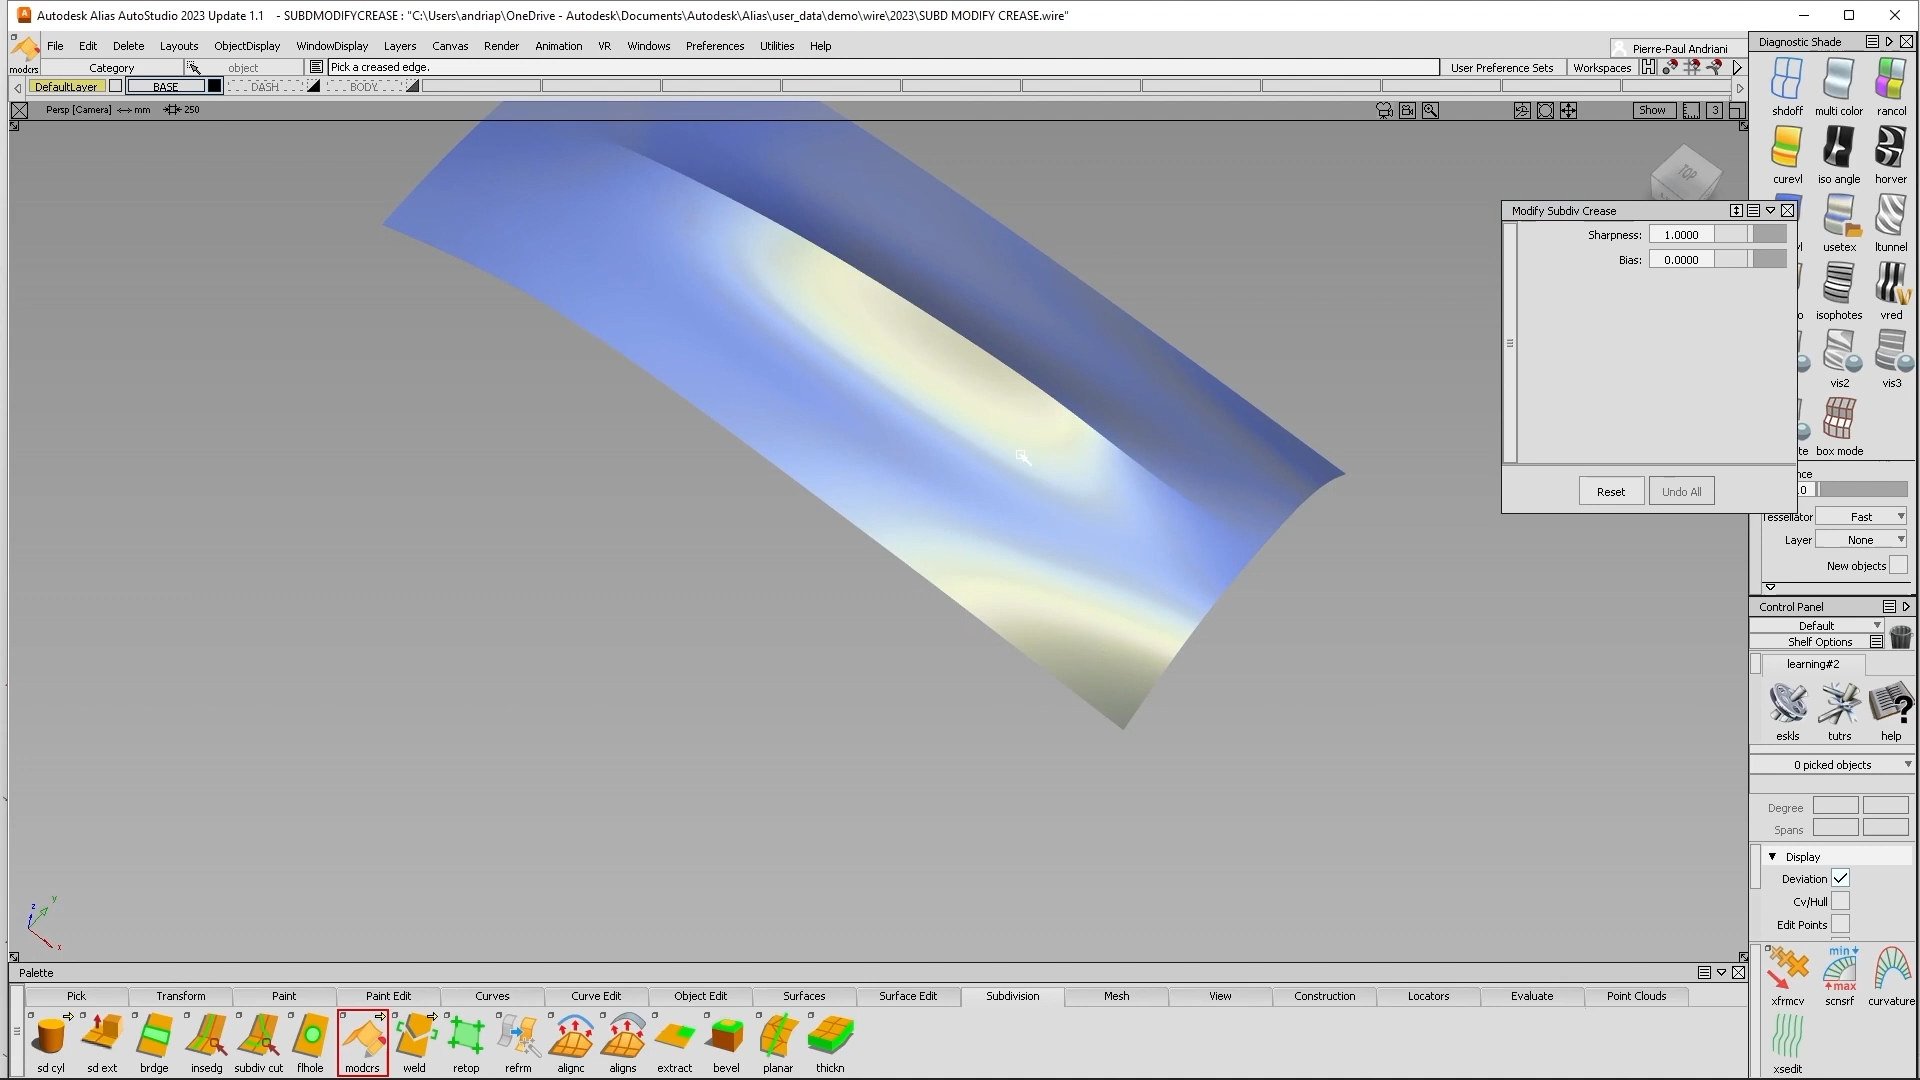 Autodesk Alias AutoStudio 2023 Update 1.1 - SUBDMODIFYCREASE : "C:\Users\andriap\OneDrive - Autodesk\Documents\Autodesk\Alias\user_data\demo\wire\2023\SUBD MODIFY CREASE.wire"
File Edit Delete Layouts ObjectDisplay WindowDisplay Layers Canvas Render Animation VR Windows Preferences Utilities Help
Pierre-Paul Andriani
modcrs
Category object Pick a creased edge. User Preference Sets Workspaces
DefaultLayer BASE DASH BODY
Persp [Camera] mm 250 Show 3
TOP
Diagnostic Shade
shdoff multi color rancol
curevl iso angle horver
usetex ltunnel
isophotes vred
vis2 vis3
te box mode
Modify Subdiv Crease
Sharpness: 1.0000
Bias: 0.0000
Reset Undo All
nce
.0
Tessellator Fast
Layer None
New objects
Control Panel
Default
Shelf Options
learning#2
eskls tutrs help
0 picked objects
Degree
Spans
Display
Deviation
Cv/Hull
Edit Points
min
max
xfrmcv scnsrf curvature
xsedit
z y x
Palette
Pick Transform Paint Paint Edit Curves Curve Edit Object Edit Surfaces Surface Edit Subdivision Mesh View Construction Locators Evaluate Point Clouds
sd cyl sd ext brdge insedg subdiv cut flhole modcrs weld retop refrm alignc aligns extract bevel planar thickn